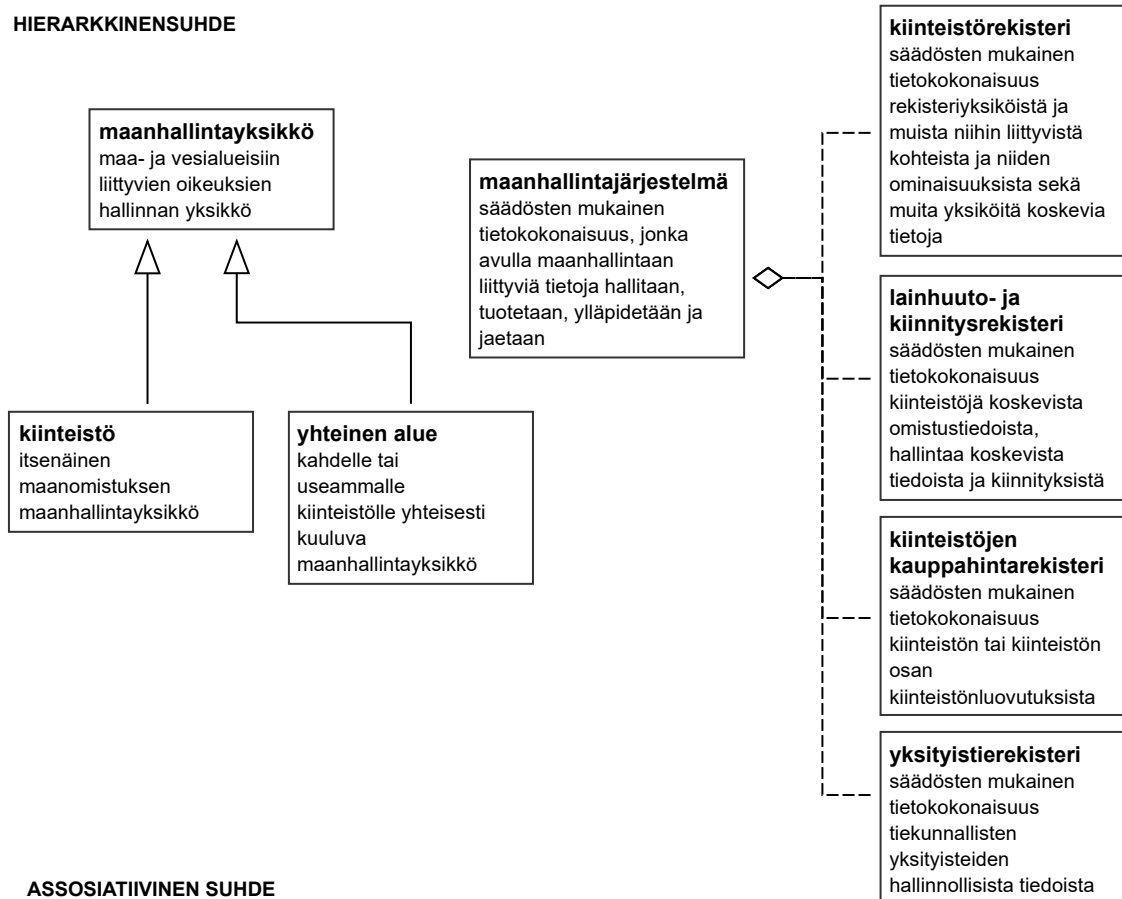 HIERARKKINENSUHDE
maanhallintayksikkö
maa- ja vesialueisiin
liittyvien oikeuksien
hallinnan yksikkö
kiinteistö
itsenäinen
maanomistuksen
maanhallintayksikkö
yhteinen alue
kahdelle tai
useammalle
kiinteistölle yhteisesti
kuuluva
maanhallintayksikkö
maanhallintajärjestelmä
säädösten mukainen
tietokokonaisuus, jonka
avulla maanhallintaan
liittyviä tietoja hallitaan,
tuotetaan, ylläpidetään ja
jaetaan
kiinteistörekisteri
säädösten mukainen
tietokokonaisuus
rekisteriyksiköistä ja
muista niihin liittyvistä
kohteista ja niiden
ominaisuuksista sekä
muita yksiköitä koskevia
tietoja
lainhuuto- ja
kiinnitysrekisteri
säädösten mukainen
tietokokonaisuus
kiinteistöjä koskevista
omistustiedoista,
hallintaa koskevista
tiedoista ja kiinnityksistä
kiinteistöjen
kauppahintarekisteri
säädösten mukainen
tietokokonaisuus
kiinteistön tai kiinteistön
osan
kiinteistönluovutuksista
yksityistierekisteri
säädösten mukainen
tietokokonaisuus
tiekunnallisten
yksityisteiden
hallinnollisista tiedoista
ASSOSIATIIVINEN SUHDE